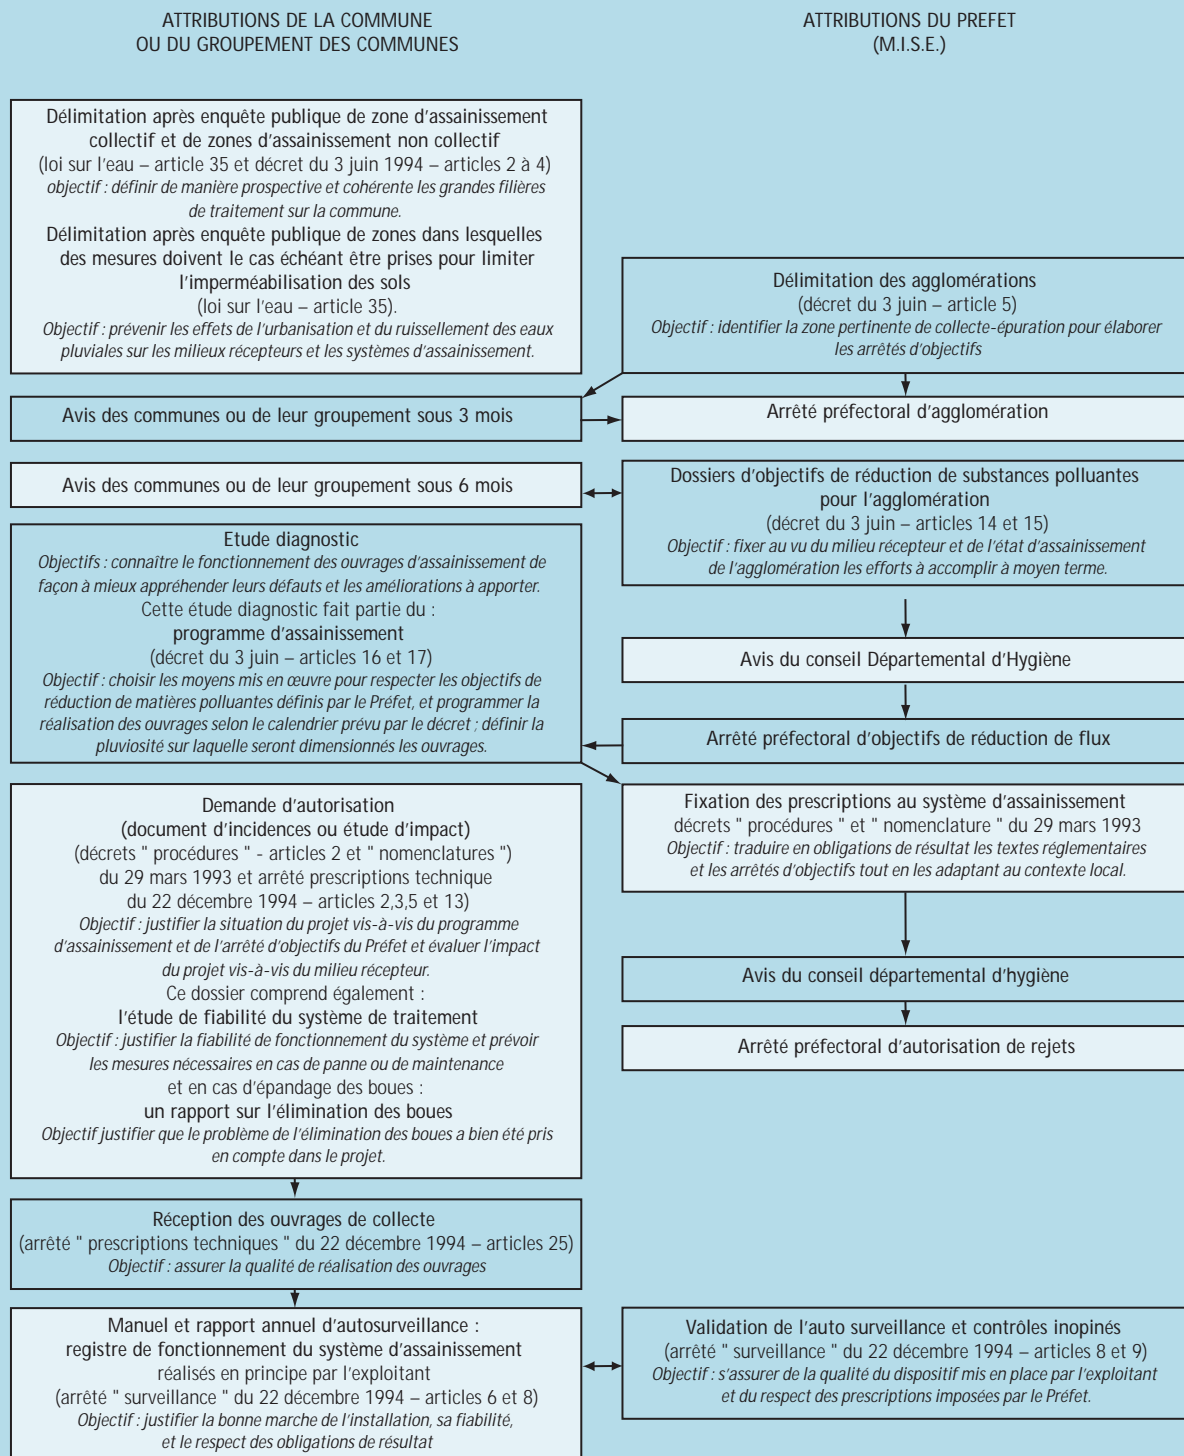 ATTRIBUTIONS DE LA COMMUNE
OU DU GROUPEMENT DES COMMUNES
ATTRIBUTIONS DU PREFET
(M.I.S.E.)
Délimitation après enquête publique de zone d'assainissement
collectif et de zones d'assainissement non collectif
(loi sur l'eau – article 35 et décret du 3 juin 1994 – articles 2 à 4)
objectif : définir de manière prospective et cohérente les grandes filières
de traitement sur la commune.
Délimitation après enquête publique de zones dans lesquelles
des mesures doivent le cas échéant être prises pour limiter
l'imperméabilisation des sols
(loi sur l'eau – article 35).
Objectif : prévenir les effets de l'urbanisation et du ruissellement des eaux
pluviales sur les milieux récepteurs et les systèmes d'assainissement.
Délimitation des agglomérations
(décret du 3 juin – article 5)
Objectif : identifier la zone pertinente de collecte-épuration pour élaborer
les arrêtés d'objectifs
Avis des communes ou de leur groupement sous 3 mois
Arrêté préfectoral d'agglomération
Avis des communes ou de leur groupement sous 6 mois
Dossiers d'objectifs de réduction de substances polluantes
pour l'agglomération
(décret du 3 juin – articles 14 et 15)
Objectif : fixer au vu du milieu récepteur et de l'état d'assainissement
de l'agglomération les efforts à accomplir à moyen terme.
Etude diagnostic
Objectifs : connaître le fonctionnement des ouvrages d'assainissement de
façon à mieux appréhender leurs défauts et les améliorations à apporter.
Cette étude diagnostic fait partie du :
programme d'assainissement
(décret du 3 juin – articles 16 et 17)
Objectif : choisir les moyens mis en œuvre pour respecter les objectifs de
réduction de matières polluantes définis par le Préfet, et programmer la
réalisation des ouvrages selon le calendrier prévu par le décret ; définir la
pluviosité sur laquelle seront dimensionnés les ouvrages.
Avis du conseil Départemental d'Hygiène
Arrêté préfectoral d'objectifs de réduction de flux
Demande d'autorisation
(document d'incidences ou étude d'impact)
(décrets " procédures " - articles 2 et " nomenclatures ")
du 29 mars 1993 et arrêté prescriptions technique
du 22 décembre 1994 – articles 2,3,5 et 13)
Objectif : justifier la situation du projet vis-à-vis du programme
d'assainissement et de l'arrêté d'objectifs du Préfet et évaluer l'impact
du projet vis-à-vis du milieu récepteur.
Ce dossier comprend également :
l'étude de fiabilité du système de traitement
Objectif : justifier la fiabilité de fonctionnement du système et prévoir
les mesures nécessaires en cas de panne ou de maintenance
et en cas d'épandage des boues :
un rapport sur l'élimination des boues
Objectif justifier que le problème de l'élimination des boues a bien été pris
en compte dans le projet.
Fixation des prescriptions au système d'assainissement
décrets " procédures " et " nomenclature " du 29 mars 1993
Objectif : traduire en obligations de résultat les textes réglementaires
et les arrêtés d'objectifs tout en les adaptant au contexte local.
Avis du conseil départemental d'hygiène
Arrêté préfectoral d'autorisation de rejets
Réception des ouvrages de collecte
(arrêté " prescriptions techniques " du 22 décembre 1994 – articles 25)
Objectif : assurer la qualité de réalisation des ouvrages
Manuel et rapport annuel d'autosurveillance :
registre de fonctionnement du système d'assainissement
réalisés en principe par l'exploitant
(arrêté " surveillance " du 22 décembre 1994 – articles 6 et 8)
Objectif : justifier la bonne marche de l'installation, sa fiabilité,
et le respect des obligations de résultat
Validation de l'auto surveillance et contrôles inopinés
(arrêté " surveillance " du 22 décembre 1994 – articles 8 et 9)
Objectif : s'assurer de la qualité du dispositif mis en place par l'exploitant
et du respect des prescriptions imposées par le Préfet.